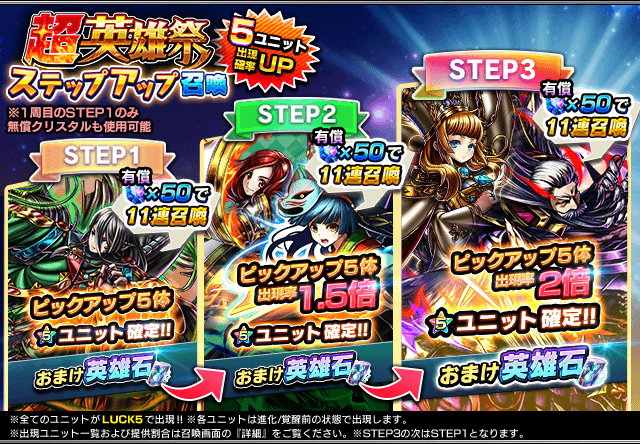 超英雄祭
ステップアップ召喚
5ユニット
出現確率UP
※1周目のSTEP1のみ
無償クリスタルも使用可能
STEP1
有償
×50で
11連召喚
ピックアップ5体
5ユニット確定!!
おまけ英雄石
STEP2
有償
×50で
11連召喚
ピックアップ5体
出現率1.5倍
5ユニット確定!!
おまけ英雄石
STEP3
有償
×50で
11連召喚
ピックアップ5体
出現率2倍
5ユニット確定!!
おまけ英雄石
※全てのユニットがLUCK5で出現!! ※各ユニットは進化/覚醒前の状態で出現します。
※出現ユニット一覧および提供割合は召喚画面の『詳細』をご覧ください。※STEP3の次はSTEP1となります。